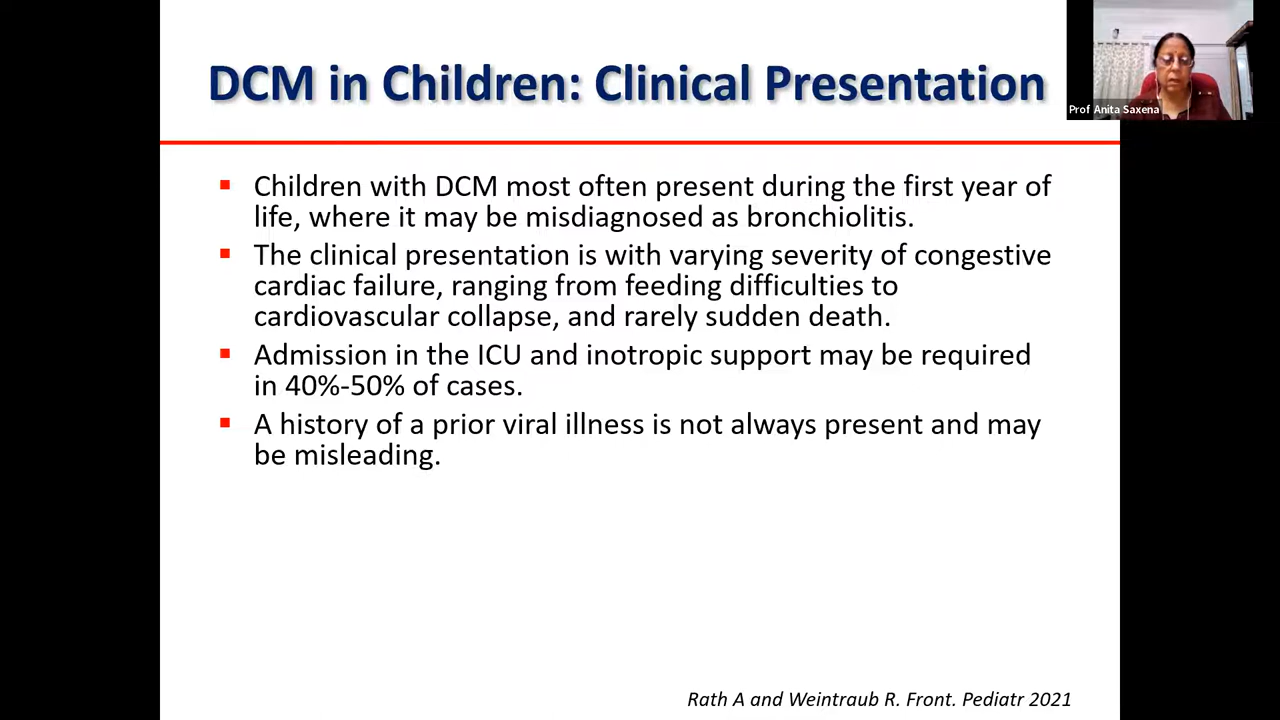 DCM in Children: Clinical Presentation
Prof Anita Saxena
Children with DCM most often present during the first year of
life, where it may be misdiagnosed as bronchiolitis.
The clinical presentation is with varying severity of congestive
cardiac failure, ranging from feeding difficulties to
cardiovascular collapse, and rarely sudden death.
Admission in the ICU and inotropic support may be required
in 40%-50% of cases.
A history of a prior viral illness is not always present and may
be misleading.
Rath A and Weintraub R. Front. Pediatr 2021